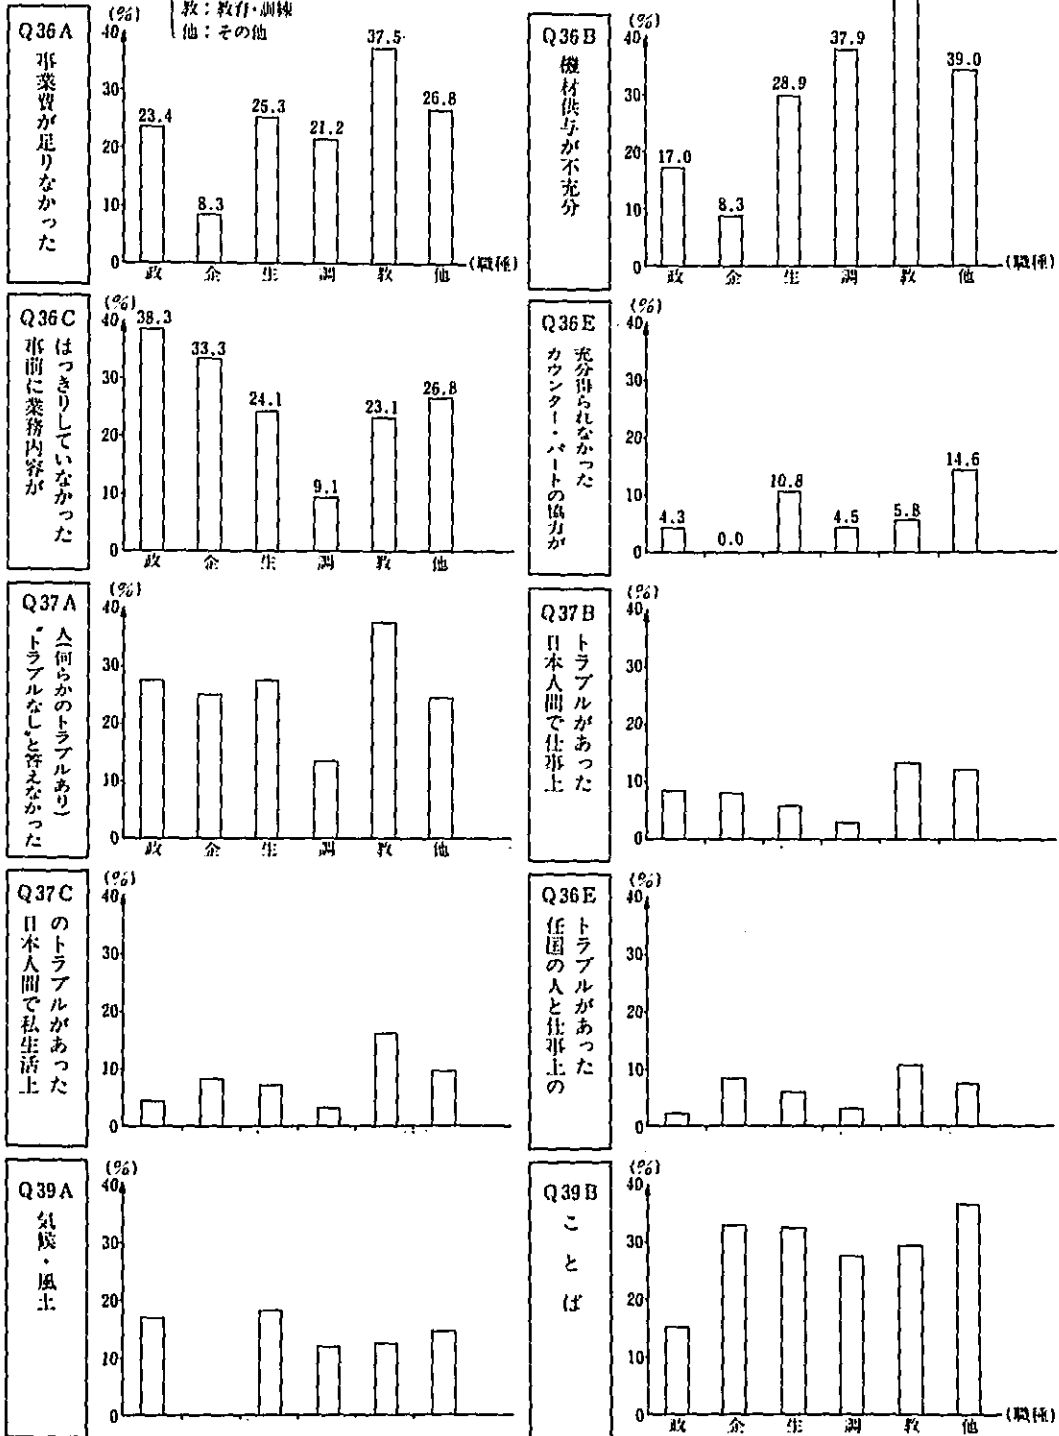 教：教育・訓練
他：その他
Q36A
事業費が足りなかった
(%)
40
30
20
10
0
23.4
8.3
25.3
21.2
37.5
26.8
政 企 生 調 教 他
(職種)
Q36B
機材供与が不充分
(%)
40
30
20
10
0
17.0
8.3
28.9
37.9
39.0
政 企 生 調 教 他
(職種)
Q36C
はっきりしていなかった
事前に業務内容が
(%)
40
30
20
10
0
38.3
33.3
24.1
9.1
23.1
26.8
政 企 生 調 教 他
Q36E
充分得られなかった
カウンター・パートの協力が
(%)
40
30
20
10
0
4.3
0.0
10.8
4.5
5.8
14.6
Q37A
人(何らかのトラブルあり)
“トラブルなし”と答えなかった
(%)
40
30
20
10
0
政 企 生 調 教 他
Q37B
トラブルがあった
日本人間で仕事上
(%)
40
30
20
10
0
Q37C
のトラブルがあった
日本人間で私生活上
(%)
40
30
20
10
0
Q36E
トラブルがあった
任国の人と仕事上の
(%)
40
30
20
10
0
Q39A
気候・風土
(%)
40
30
20
10
0
Q39B
ことば
(%)
40
30
20
10
0
政 企 生 調 教 他
(職種)